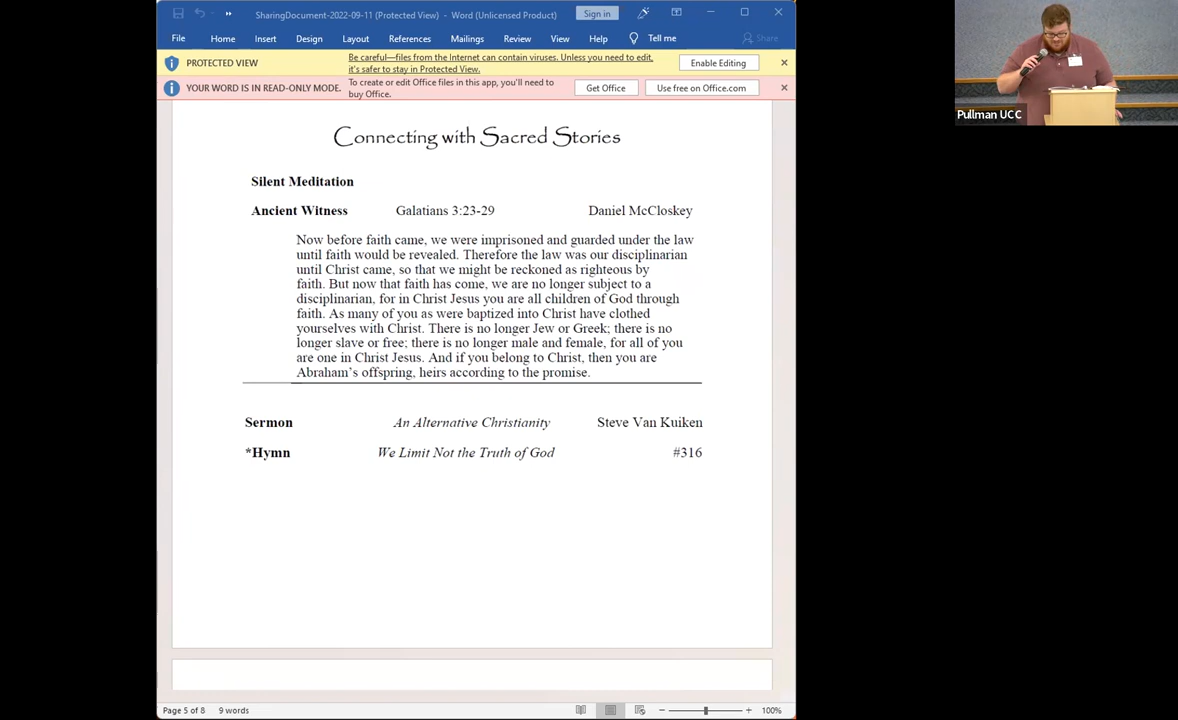 SharingDocument-2022-09-11 (Protected View) - Word (Unlicensed Product)
Sign in
File Home Insert Design Layout References Mailings Review View Help Tell me Share
PROTECTED VIEW
Be careful—files from the Internet can contain viruses. Unless you need to edit,
it's safer to stay in Protected View.
Enable Editing
YOUR WORD IS IN READ-ONLY MODE.
To create or edit Office files in this app, you'll need to
buy Office.
Get Office
Use free on Office.com
Pullman UCC
Connecting with Sacred Stories
Silent Meditation
Ancient Witness Galatians 3:23-29 Daniel McCloskey
Now before faith came, we were imprisoned and guarded under the law
until faith would be revealed. Therefore the law was our disciplinarian
until Christ came, so that we might be reckoned as righteous by
faith. But now that faith has come, we are no longer subject to a
disciplinarian, for in Christ Jesus you are all children of God through
faith. As many of you as were baptized into Christ have clothed
yourselves with Christ. There is no longer Jew or Greek; there is no
longer slave or free; there is no longer male and female, for all of you
are one in Christ Jesus. And if you belong to Christ, then you are
Abraham's offspring, heirs according to the promise.
Sermon An Alternative Christianity Steve Van Kuiken
*Hymn We Limit Not the Truth of God #316
Page 5 of 8 9 words
100%